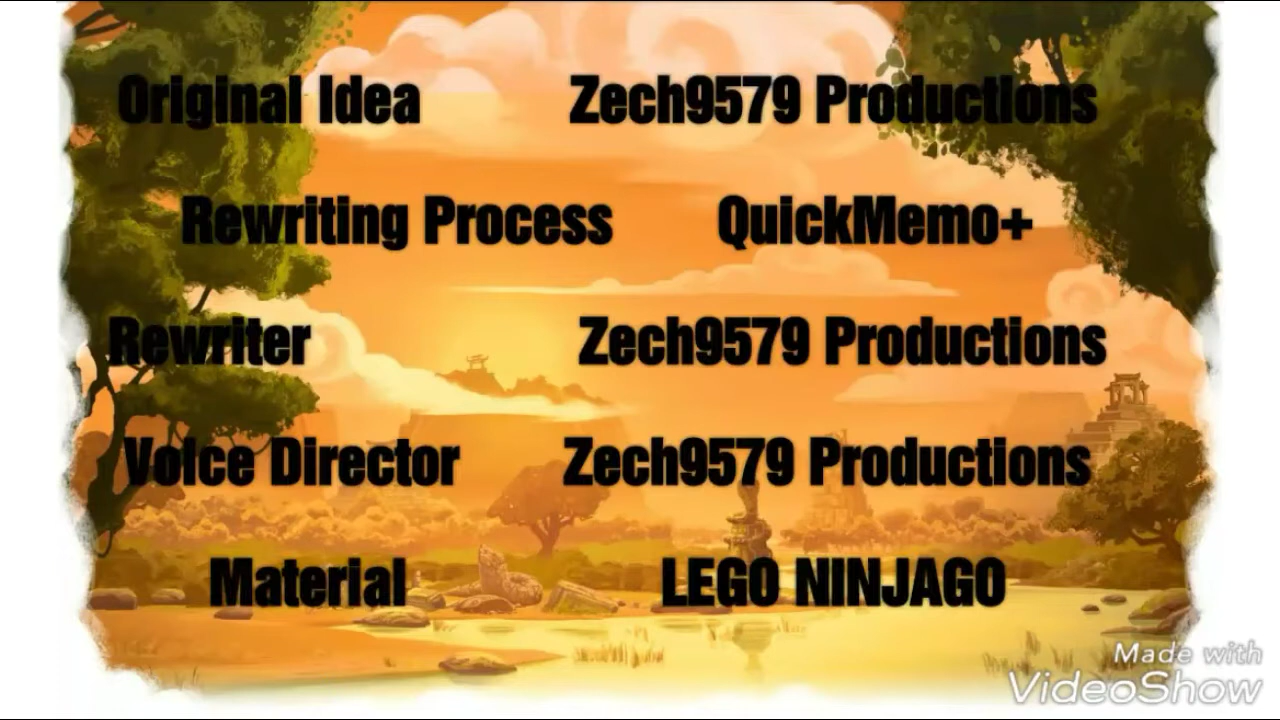 Original Idea Zech9579 Productions
Rewriting Process QuickMemo+
Rewriter Zech9579 Productions
Voice Director Zech9579 Productions
Material LEGO NINJAGO
Made with
VideoShow